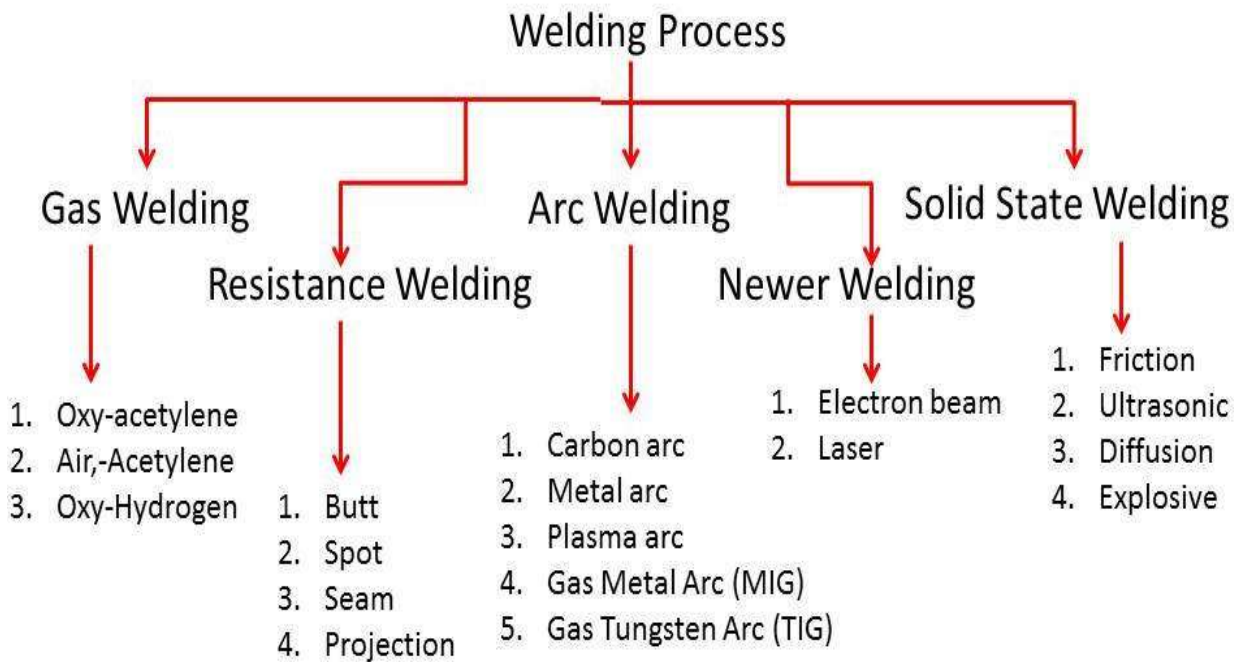 Welding Process
Gas Welding
1. Oxy-acetylene
2. Air,-Acetylene
3. Oxy-Hydrogen
Resistance Welding
1. Butt
2. Spot
3. Seam
4. Projection
Arc Welding
1. Carbon arc
2. Metal arc
3. Plasma arc
4. Gas Metal Arc (MIG)
5. Gas Tungsten Arc (TIG)
Newer Welding
1. Electron beam
2. Laser
Solid State Welding
1. Friction
2. Ultrasonic
3. Diffusion
4. Explosive